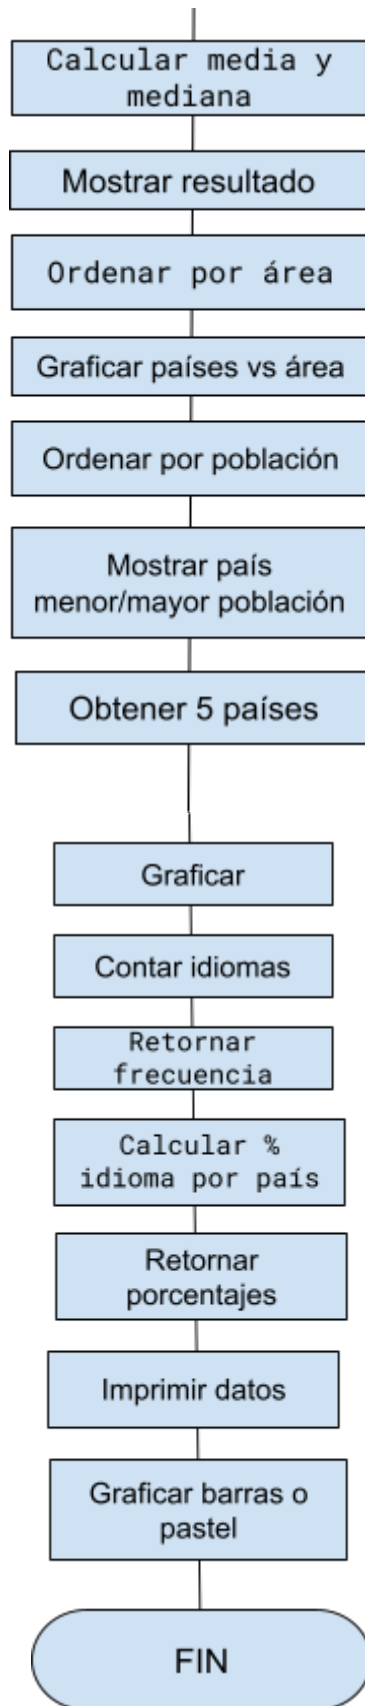 Calcular media y
mediana
Mostrar resultado
Ordenar por área
Graficar países vs área
Ordenar por población
Mostrar país
menor/mayor población
Obtener 5 países
Graficar
Contar idiomas
Retornar
frecuencia
Calcular %
idioma por país
Retornar
porcentajes
Imprimir datos
Graficar barras o
pastel
FIN